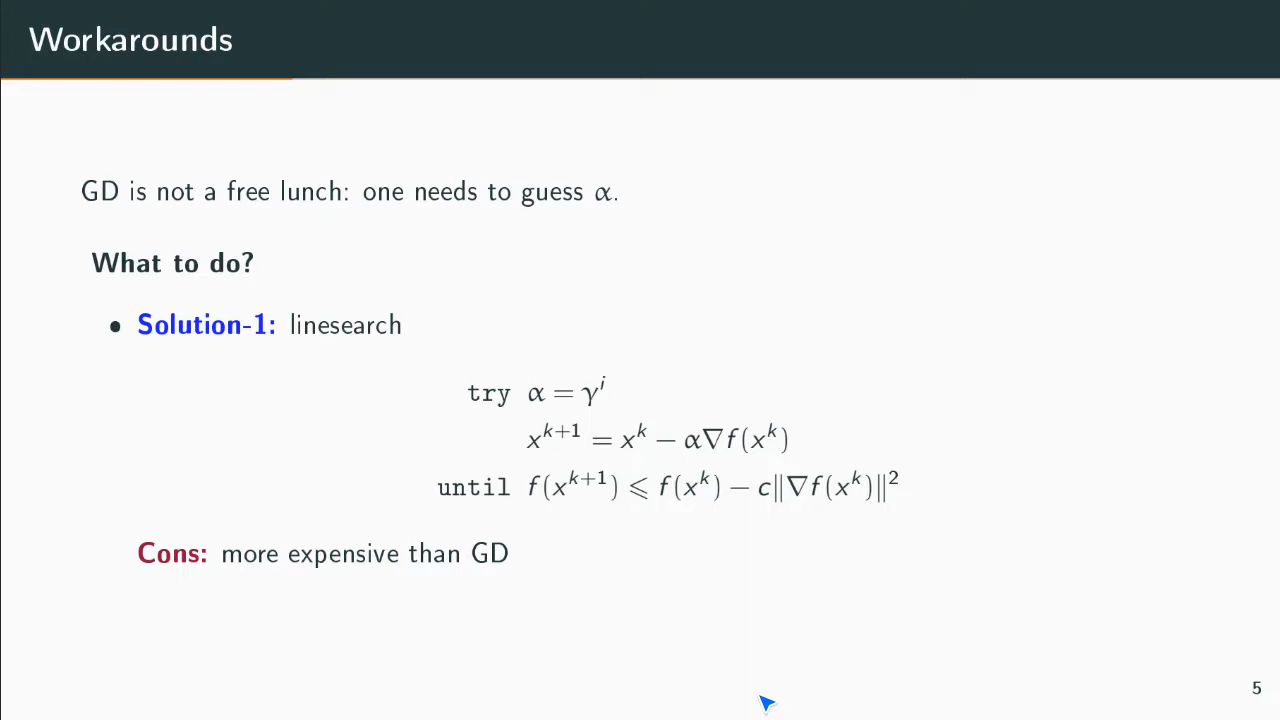 Workarounds
GD is not a free lunch: one needs to guess α.
What to do?
• Solution-1: linesearch
try α = γ^i
x^{k+1} = x^k − α∇f(x^k)
until f(x^{k+1}) ⩽ f(x^k) − c‖∇f(x^k)‖²
Cons: more expensive than GD
5